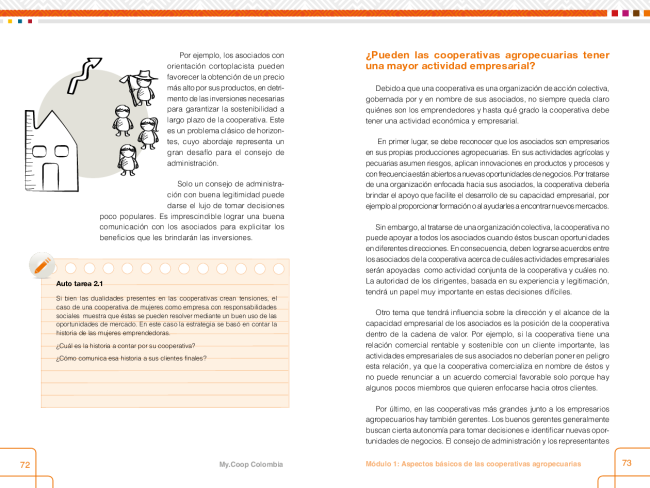 Por ejemplo, los asociados con
orientación cortoplacista pueden
favorecer la obtención de un precio
más alto por sus productos, en detri-
mento de las inversiones necesarias
para garantizar la sostenibilidad a
largo plazo de la cooperativa. Este
es un problema clásico de horizon-
tes, cuyo abordaje representa un
gran desafío para el consejo de
administración.
Solo un consejo de administra-
ción con buena legitimidad puede
darse el lujo de tomar decisiones
poco populares. Es imprescindible lograr una buena
comunicación con los asociados para explicitar los
beneficios que les brindarán las inversiones.
Auto tarea 2.1
Si bien las dualidades presentes en las cooperativas crean tensiones, el
caso de una cooperativa de mujeres como empresa con responsabilidades
sociales muestra que éstas se pueden resolver mediante un buen uso de las
oportunidades de mercado. En este caso la estrategia se basó en contar la
historia de las mujeres emprendedoras.
¿Cuál es la historia a contar por su cooperativa?
¿Cómo comunica esa historia a sus clientes finales?
72
My.Coop Colombia
¿Pueden las cooperativas agropecuarias tener
una mayor actividad empresarial?
Debido a que una cooperativa es una organización de acción colectiva,
gobernada por y en nombre de sus asociados, no siempre queda claro
quiénes son los emprendedores y hasta qué grado la cooperativa debe
tener una actividad económica y empresarial.
En primer lugar, se debe reconocer que los asociados son empresarios
en sus propias producciones agropecuarias. En sus actividades agrícolas y
pecuarias asumen riesgos, aplican innovaciones en productos y procesos y
con frecuencia están abiertos a nuevas oportunidades de negocios. Por tratarse
de una organización enfocada hacia sus asociados, la cooperativa debería
brindar el apoyo que facilite el desarrollo de su capacidad empresarial, por
ejemplo al proporcionar formación o al ayudarles a encontrar nuevos mercados.
Sin embargo, al tratarse de una organización colectiva, la cooperativa no
puede apoyar a todos los asociados cuando éstos buscan oportunidades
en diferentes direcciones. En consecuencia, deben lograrse acuerdos entre
los asociados de la cooperativa acerca de cuáles actividades empresariales
serán apoyadas como actividad conjunta de la cooperativa y cuáles no.
La autoridad de los dirigentes, basada en su experiencia y legitimación,
tendrá un papel muy importante en estas decisiones difíciles.
Otro tema que tendrá influencia sobre la dirección y el alcance de la
capacidad empresarial de los asociados es la posición de la cooperativa
dentro de la cadena de valor. Por ejemplo, si la cooperativa tiene una
relación comercial rentable y sostenible con un cliente importante, las
actividades empresariales de sus asociados no deberían poner en peligro
esta relación, ya que la cooperativa comercializa en nombre de éstos y
no puede renunciar a un acuerdo comercial favorable solo porque hay
algunos pocos miembros que quieren enfocarse hacia otros clientes.
Por último, en las cooperativas más grandes junto a los empresarios
agropecuarios hay también gerentes. Los buenos gerentes generalmente
buscan cierta autonomía para tomar decisiones e identificar nuevas opor-
tunidades de negocios. El consejo de administración y los representantes
Módulo 1: Aspectos básicos de las cooperativas agropecuarias
73